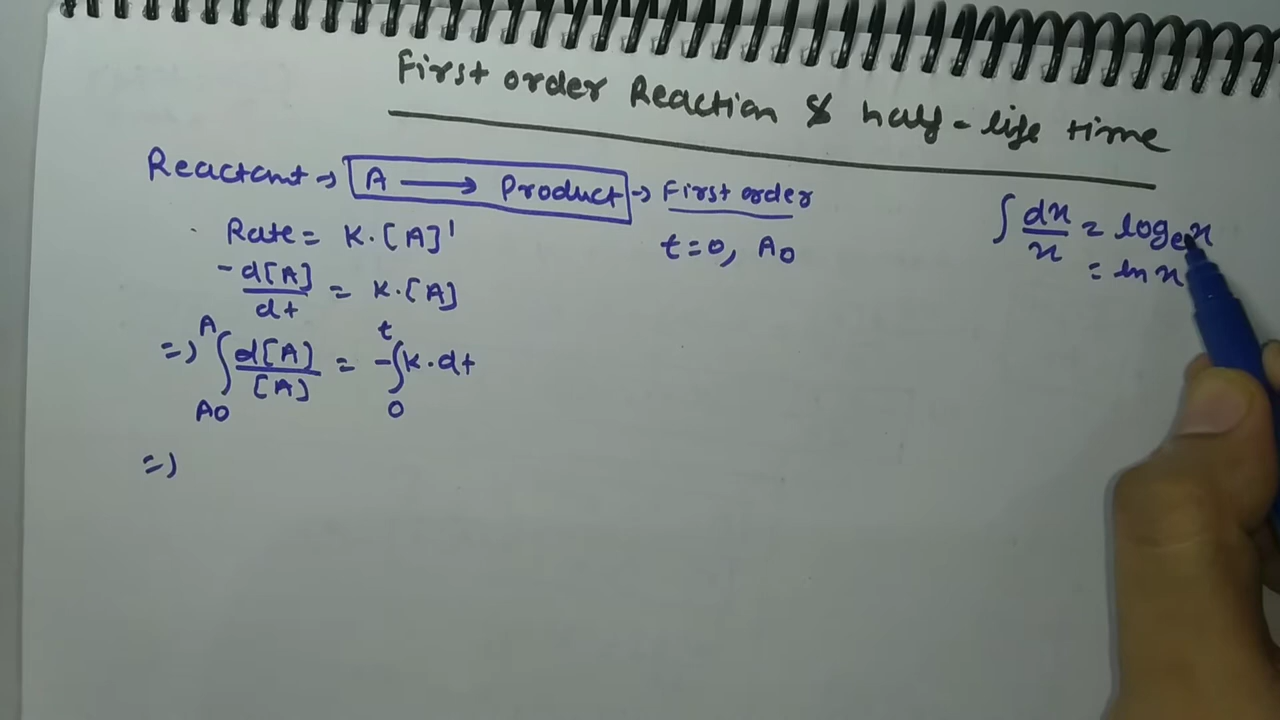 First order Reaction & half-life time
Reactant → A ⟶ Product → First order
Rate = K·[A]¹
t=0, A₀
-d[A]/dt = K·[A]
∫dx/x = logₑx
= ln x
=> ᴬ∫A₀ d[A]/[A] = -ᵗ∫₀ K·dt
=>